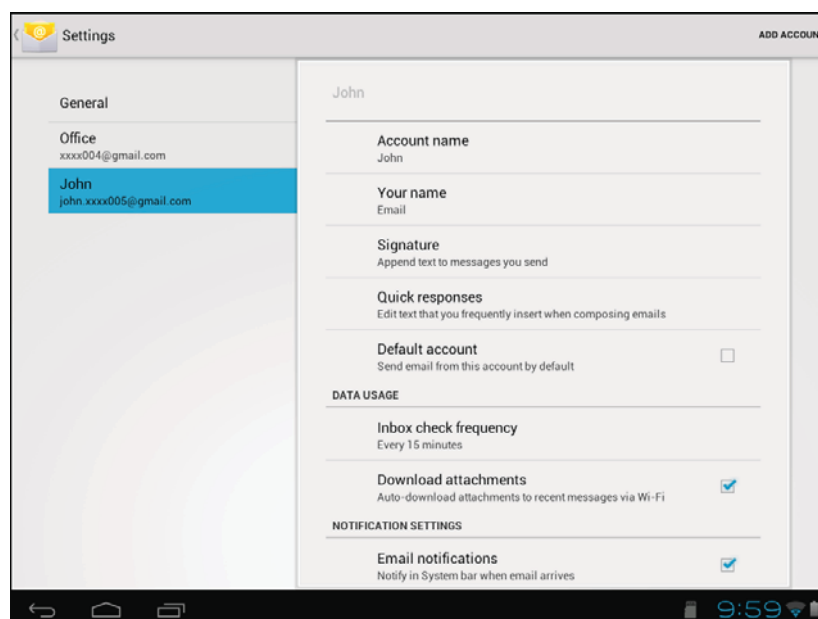 Settings
ADD ACCOUN
General
Office
xxxx004@gmail.com
John
john.xxxx005@gmail.com
John
Account name
John
Your name
Email
Signature
Append text to messages you send
Quick responses
Edit text that you frequently insert when composing emails
Default account
Send email from this account by default
DATA USAGE
Inbox check frequency
Every 15 minutes
Download attachments
Auto-download attachments to recent messages via Wi-Fi
NOTIFICATION SETTINGS
Email notifications
Notify in System bar when email arrives
9:59